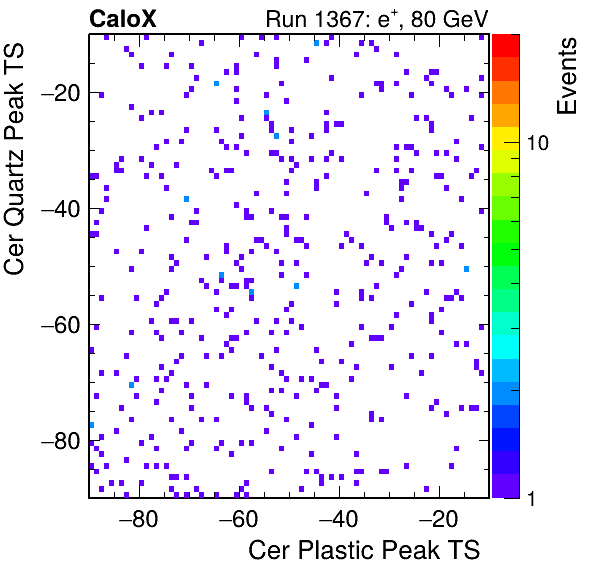 CaloX Run 1367: e⁺, 80 GeV
Cer Quartz Peak TS
−20
−40
−60
−80
−80 −60 −40 −20
Cer Plastic Peak TS
Events
10
1